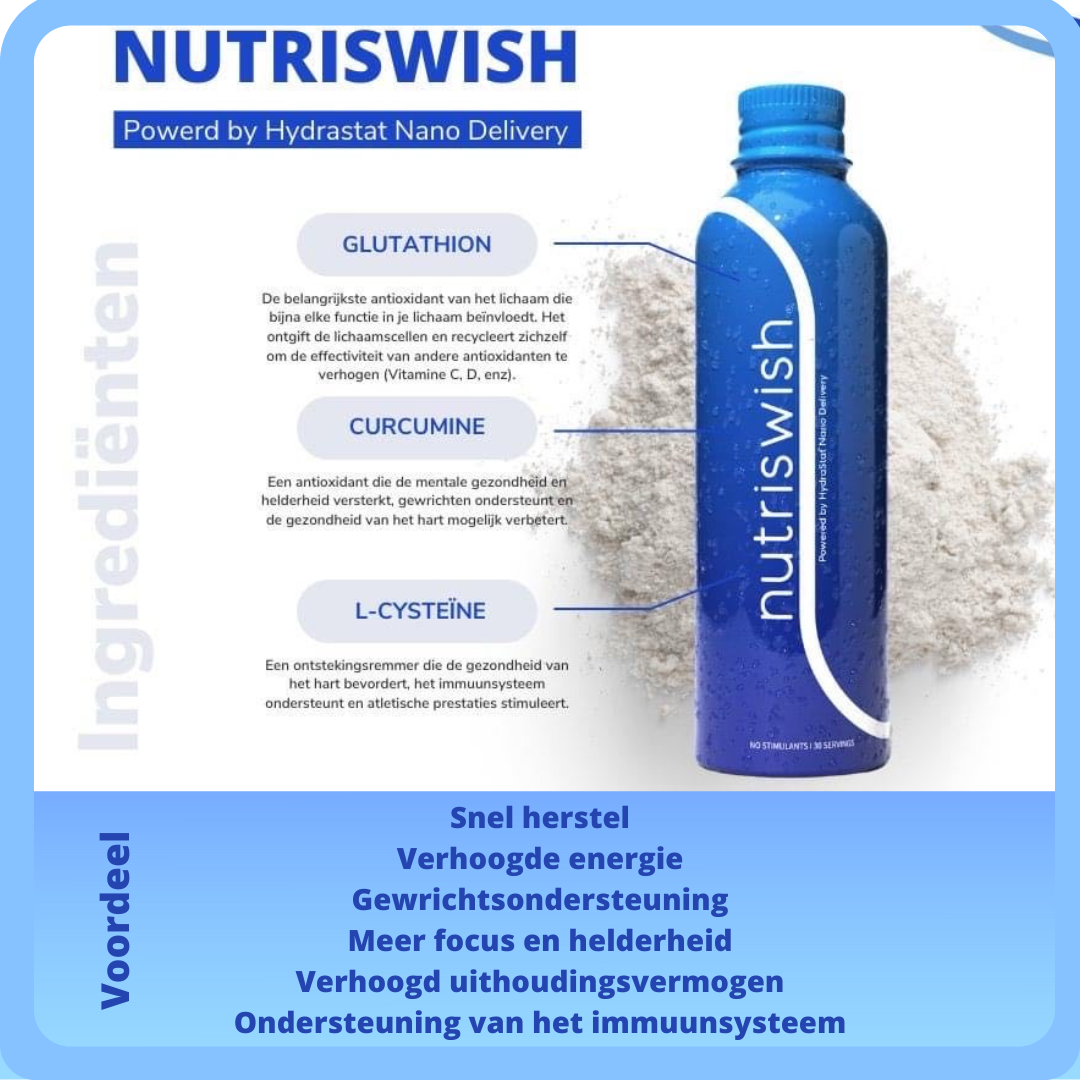 NUTRISWISH
Powerd by Hydrastat Nano Delivery
Ingrediënten
GLUTATHION
De belangrijkste antioxidant van het lichaam die
bijna elke functie in je lichaam beïnvloedt. Het
ontgift de lichaamscellen en recycleert zichzelf
om de effectiviteit van andere antioxidanten te
verhogen (Vitamine C, D, enz).
CURCUMINE
Een antioxidant die de mentale gezondheid en
helderheid versterkt, gewrichten ondersteunt en
de gezondheid van het hart mogelijk verbetert.
L-CYSTEÏNE
Een ontstekingsremmer die de gezondheid van
het hart bevordert, het immuunsysteem
ondersteunt en atletische prestaties stimuleert.
nutriswish®
Powered by HydraStat Nano Delivery
NO STIMULANTS | 30 SERVINGS
Voordeel
Snel herstel
Verhoogde energie
Gewrichtsondersteuning
Meer focus en helderheid
Verhoogd uithoudingsvermogen
Ondersteuning van het immuunsysteem